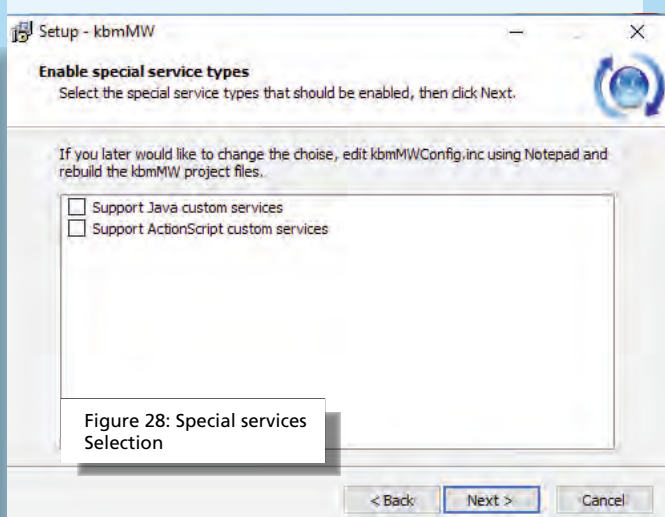 Setup - kbmMW
Enable special service types
Select the special service types that should be enabled, then click Next.
If you later would like to change the choise, edit kbmMWConfig.inc using Notepad and
rebuild the kbmMW project files.
Support Java custom services
Support ActionScript custom services
Figure 28: Special services
Selection
< Back
Next >
Cancel